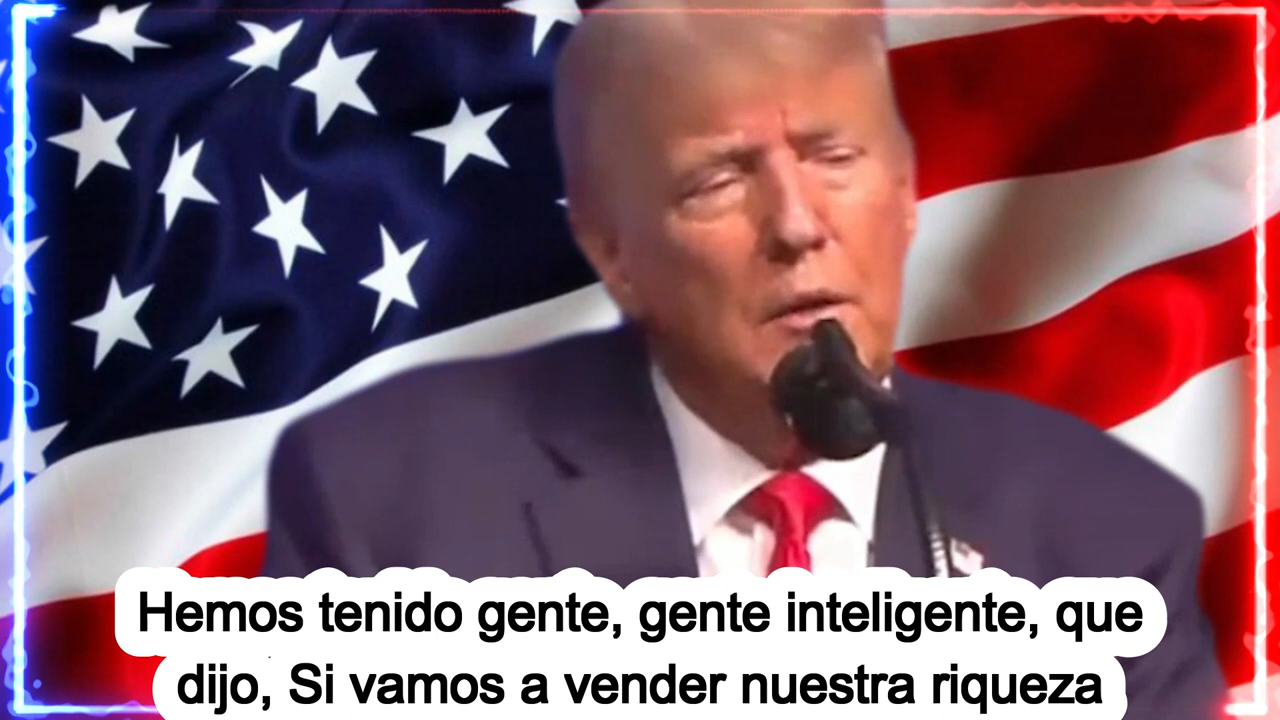 Hemos tenido gente, gente inteligente, que
dijo, Si vamos a vender nuestra riqueza